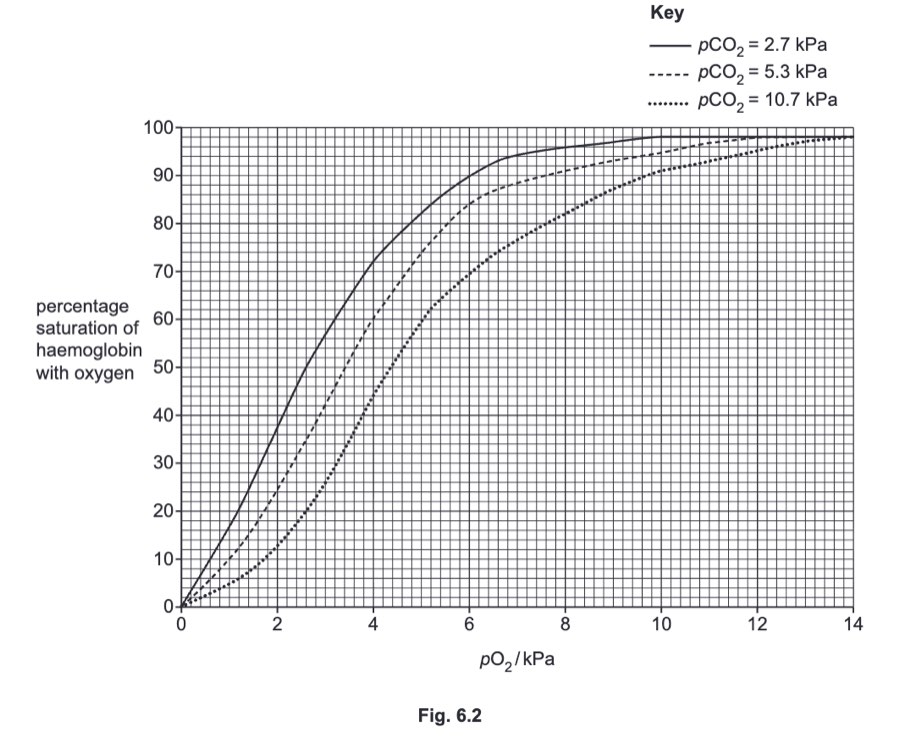 Key
pCO₂ = 2.7 kPa
pCO₂ = 5.3 kPa
pCO₂ = 10.7 kPa
100
90
80
70
60
50
40
30
20
10
0
percentage
saturation of
haemoglobin
with oxygen
0 2 4 6 8 10 12 14
pO₂/kPa
Fig. 6.2